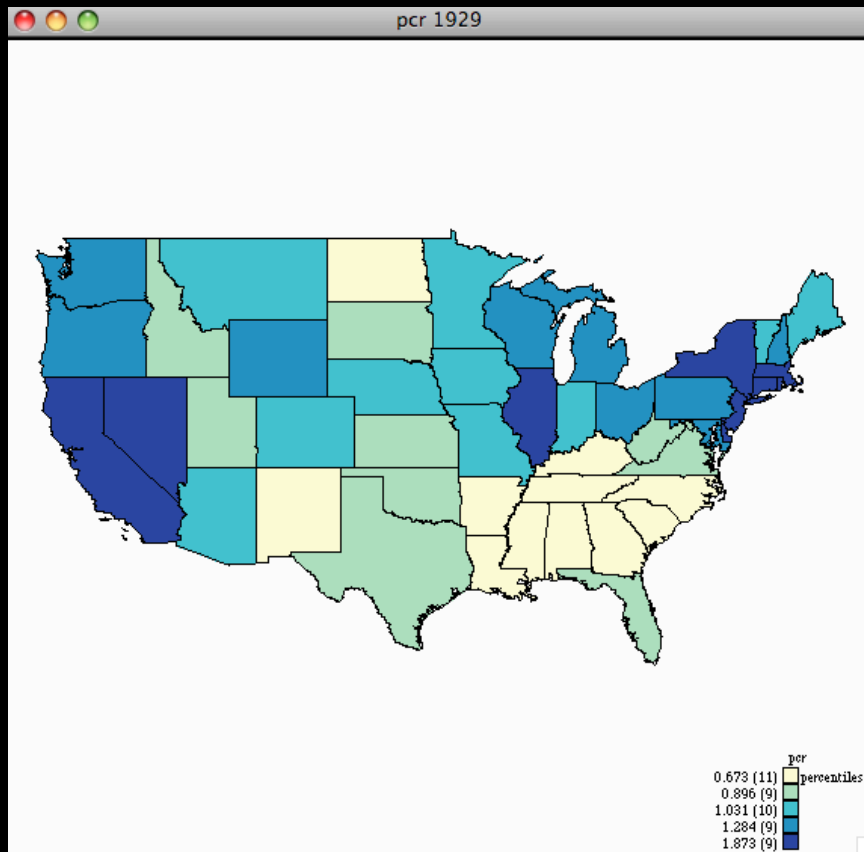 pcr 1929
pcr
0.673 (11) percentiles
0.896 (9)
1.031 (10)
1.284 (9)
1.873 (9)